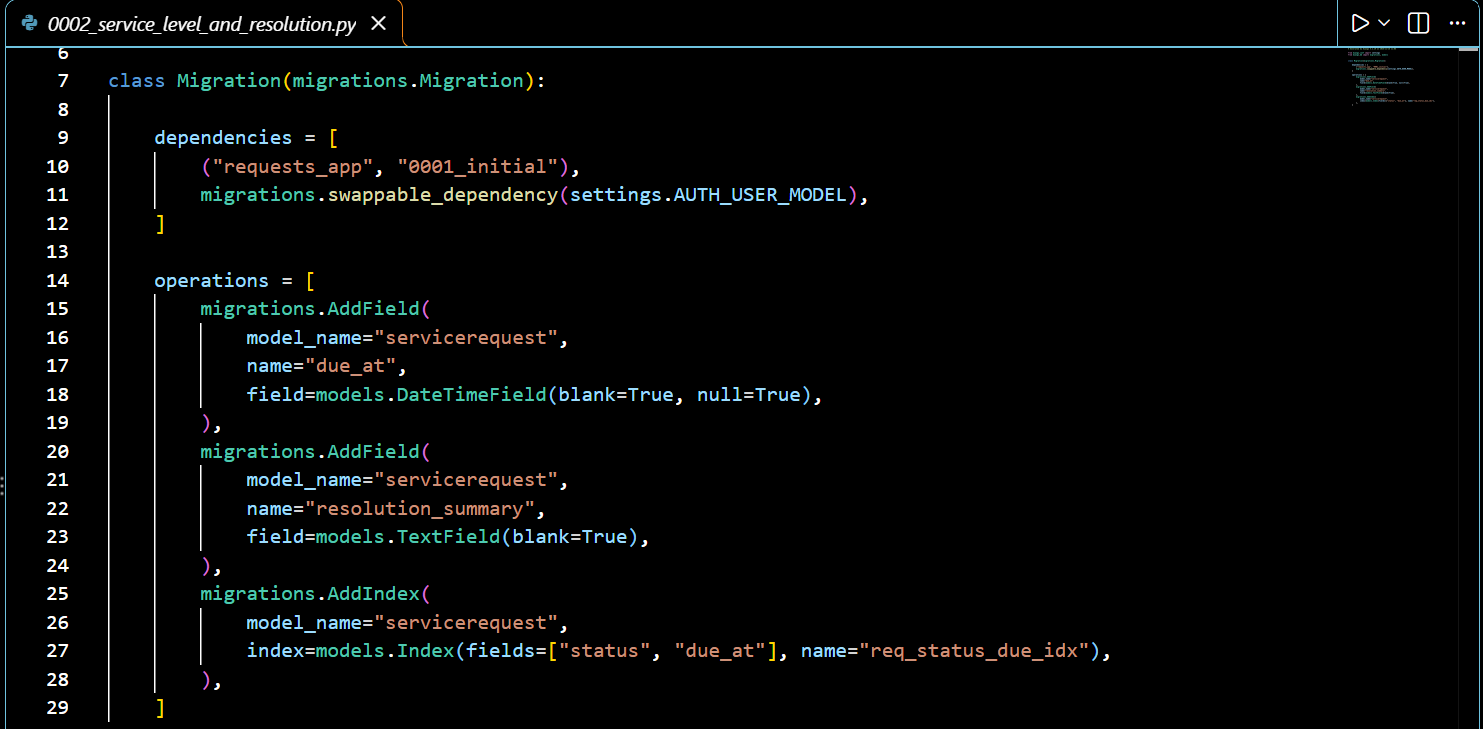 0002_service_level_and_resolution.py
6
7 class Migration(migrations.Migration):
8
9     dependencies = [
10         ("requests_app", "0001_initial"),
11         migrations.swappable_dependency(settings.AUTH_USER_MODEL),
12     ]
13
14     operations = [
15         migrations.AddField(
16             model_name="servicerequest",
17             name="due_at",
18             field=models.DateTimeField(blank=True, null=True),
19         ),
20         migrations.AddField(
21             model_name="servicerequest",
22             name="resolution_summary",
23             field=models.TextField(blank=True),
24         ),
25         migrations.AddIndex(
26             model_name="servicerequest",
27             index=models.Index(fields=["status", "due_at"], name="req_status_due_idx"),
28         ),
29     ]